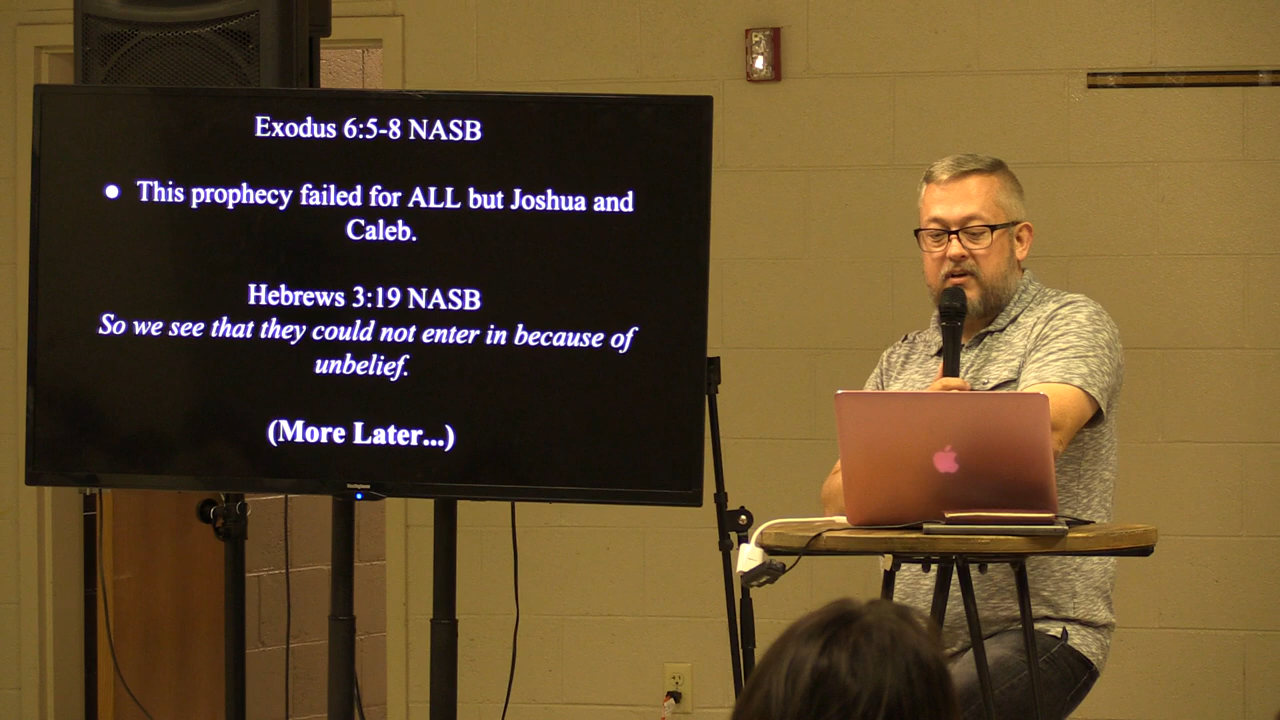 Exodus 6:5-8 NASB
● This prophecy failed for ALL but Joshua and
Caleb.
Hebrews 3:19 NASB
So we see that they could not enter in because of
unbelief.
(More Later...)
Westinghouse